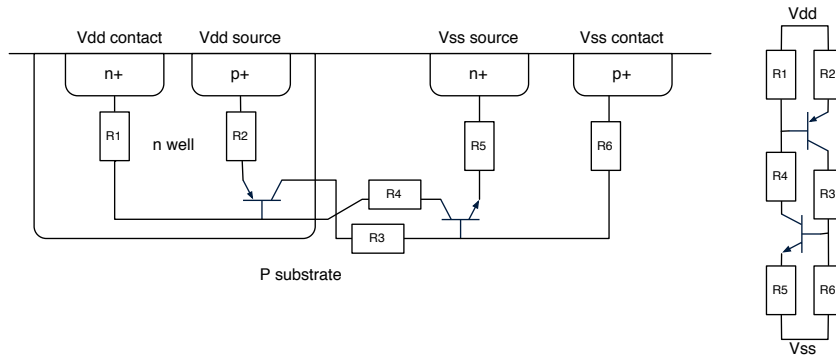 Vdd contact Vdd source Vss source Vss contact
n+ p+ n+ p+
R1 R2 R5 R6
n well
R4
R3
P substrate
Vdd
R1 R2
R4 R3
R5 R6
Vss